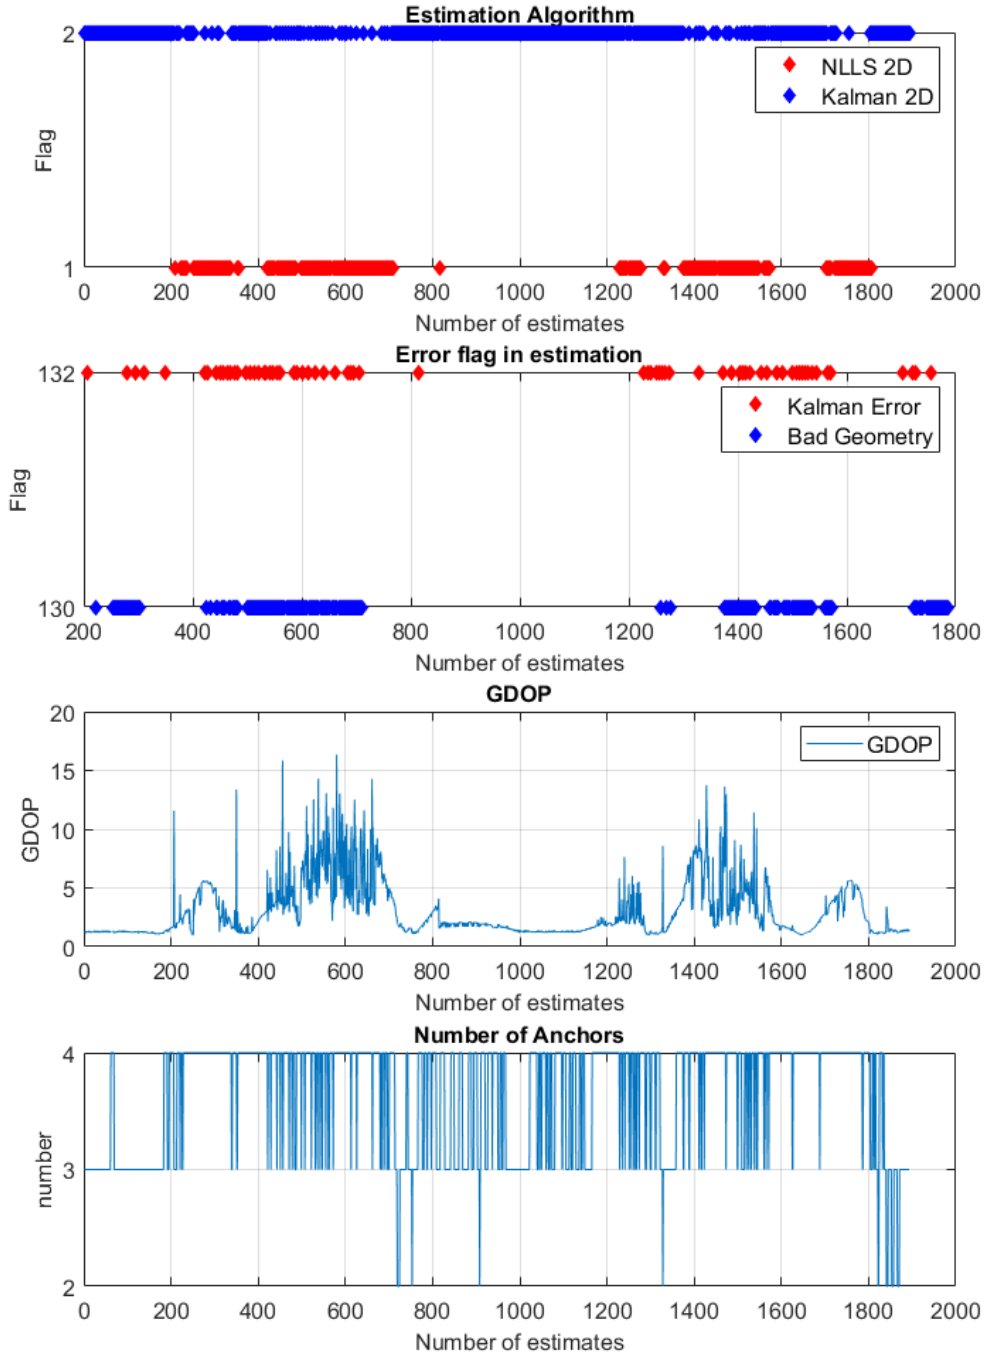 Estimation Algorithm
2
NLLS 2D
Kalman 2D
Flag
1
0 200 400 600 800 1000 1200 1400 1600 1800 2000
Number of estimates
Error flag in estimation
132
Kalman Error
Bad Geometry
Flag
130
200 400 600 800 1000 1200 1400 1600 1800
Number of estimates
GDOP
20
GDOP
15
10
GDOP
5
0
0 200 400 600 800 1000 1200 1400 1600 1800 2000
Number of estimates
Number of Anchors
4
3
number
2
0 200 400 600 800 1000 1200 1400 1600 1800 2000
Number of estimates